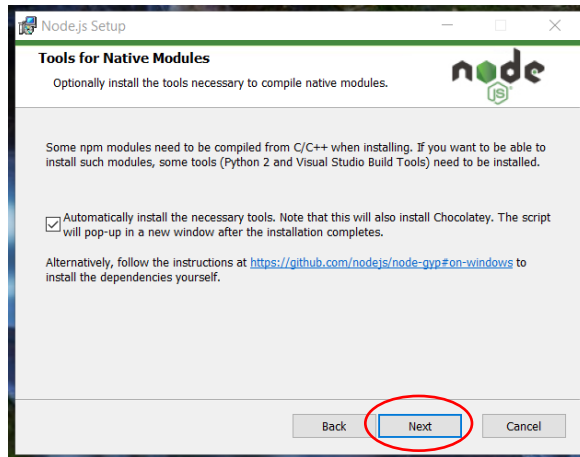 Node.js Setup
Tools for Native Modules
Optionally install the tools necessary to compile native modules.
node
JS
Some npm modules need to be compiled from C/C++ when installing. If you want to be able to
install such modules, some tools (Python 2 and Visual Studio Build Tools) need to be installed.
Automatically install the necessary tools. Note that this will also install Chocolatey. The script
will pop-up in a new window after the installation completes.
Alternatively, follow the instructions at https://github.com/nodejs/node-gyp#on-windows to
install the dependencies yourself.
Back Next Cancel